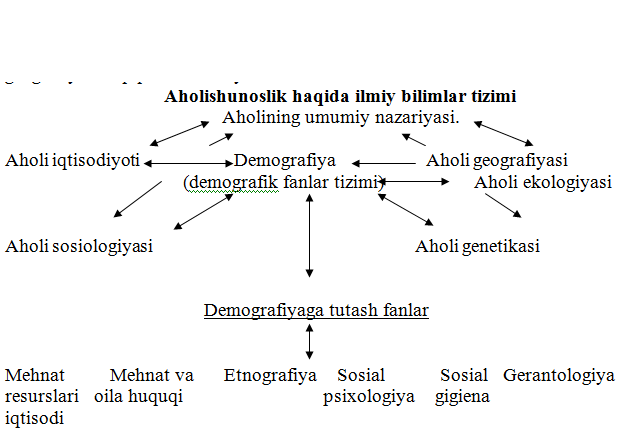 Aholishunoslik haqida ilmiy bilimlar tizimi
Aholining umumiy nazariyasi.
Aholi iqtisodiyoti Demografiya Aholi geografiyasi
(demografik fanlar tizimi) Aholi ekologiyasi
Aholi sosiologiyasi Aholi genetikasi
Demografiyaga tutash fanlar
Mehnat Mehnat va Etnografiya Sosial Sosial Gerantologiya
resurslari oila huquqi psixologiya gigiena
iqtisodi